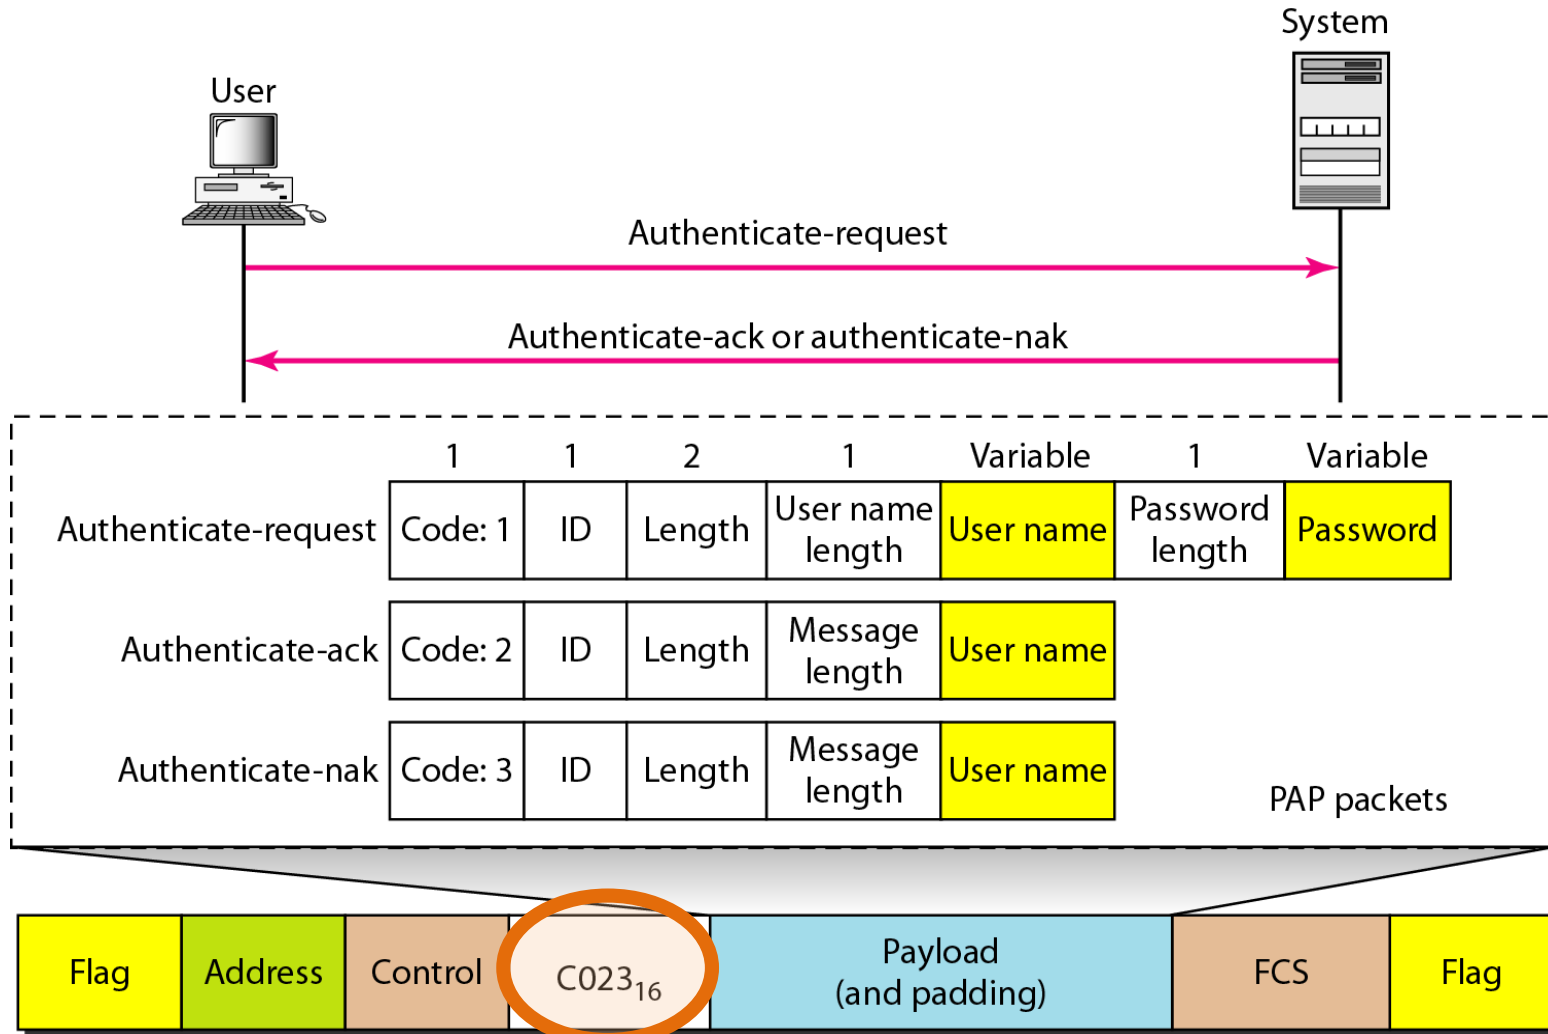 System
User
Authenticate-request
Authenticate-ack or authenticate-nak
1 1 2 1 Variable 1 Variable
Authenticate-request Code: 1 ID Length User name length User name Password length Password
Authenticate-ack Code: 2 ID Length Message length User name
Authenticate-nak Code: 3 ID Length Message length User name
PAP packets
Flag Address Control C023₁₆ Payload (and padding) FCS Flag